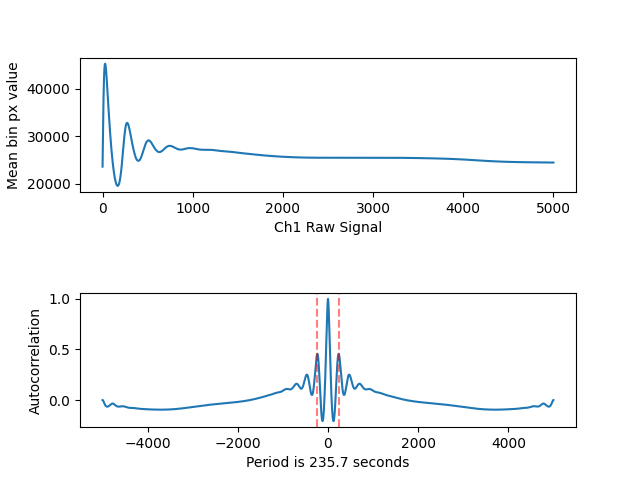 Mean bin px value
40000
30000
20000
0 1000 2000 3000 4000 5000
Ch1 Raw Signal
Autocorrelation
1.0
0.5
0.0
−4000 −2000 0 2000 4000
Period is 235.7 seconds